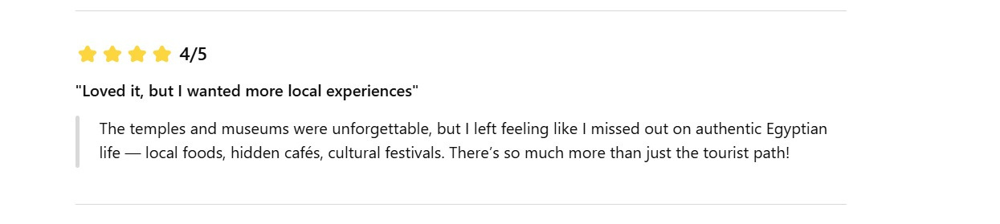 ⭐⭐⭐⭐ 4/5
"Loved it, but I wanted more local experiences"
The temples and museums were unforgettable, but I left feeling like I missed out on authentic Egyptian
life — local foods, hidden cafés, cultural festivals. There’s so much more than just the tourist path!